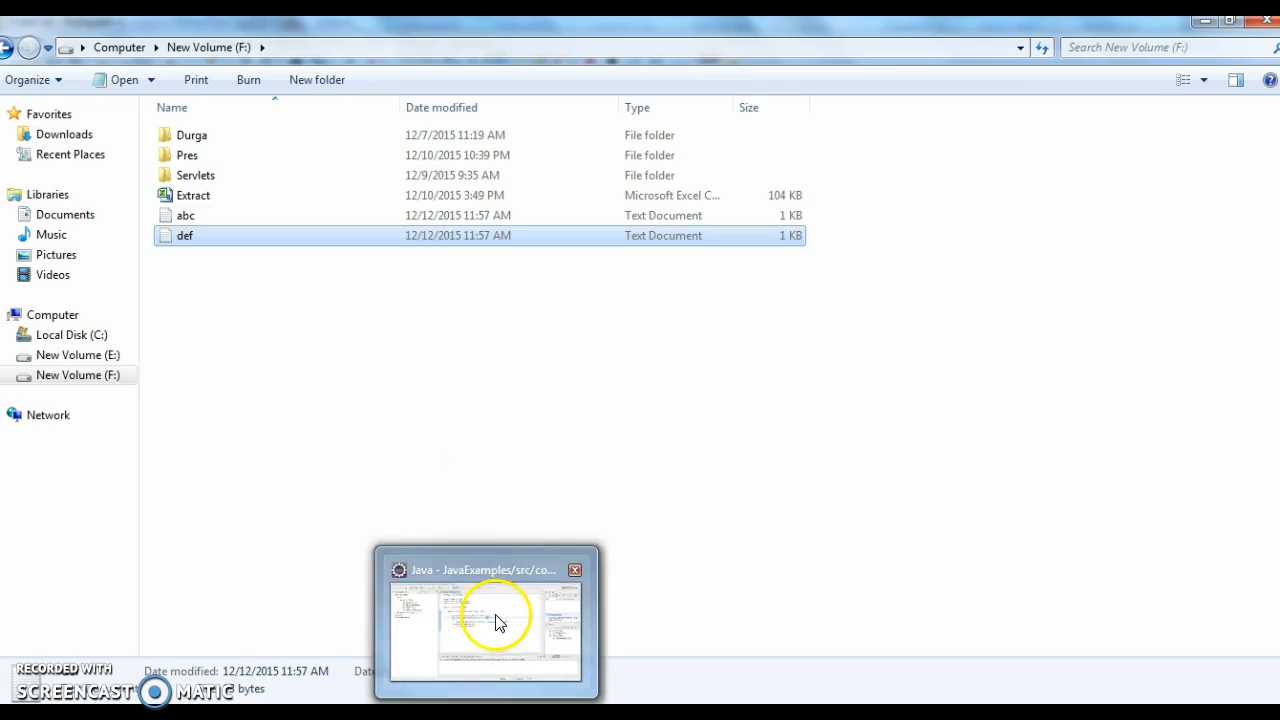 Computer New Volume (F:) Search New Volume (F:)
Organize Open Print Burn New folder
Name Date modified Type Size
Favorites
Downloads
Recent Places
Libraries
Documents
Music
Pictures
Videos
Computer
Local Disk (C:)
New Volume (E:)
New Volume (F:)
Network
Durga 12/7/2015 11:19 AM File folder
Pres 12/10/2015 10:39 PM File folder
Servlets 12/9/2015 9:35 AM File folder
Extract 12/10/2015 3:49 PM Microsoft Excel C... 104 KB
abc 12/12/2015 11:57 AM Text Document 1 KB
def 12/12/2015 11:57 AM Text Document 1 KB
Java - JavaExamples/src/co...
Date modified: 12/12/2015 11:57 AM
bytes
RECORDED WITH
SCREENCAST MATIC